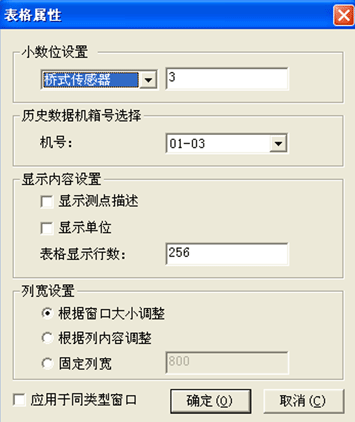 表格属性
小数位设置
桥式传感器 3
历史数据机箱号选择
机号: 01-03
显示内容设置
显示测点描述
显示单位
表格显示行数: 256
列宽设置
根据窗口大小调整
根据列内容调整
固定列宽 800
应用于同类型窗口 确定(O) 取消(C)